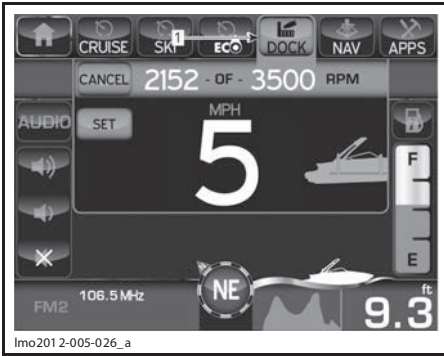 CRUISE SKI 1 ECO DOCK NAV APPS
CANCEL 2152 - OF - 3500 RPM
AUDIO SET MPH
5
F
E
NE
FM2 106.5 MHz
ft
9.3
lmo2012-005-026_a